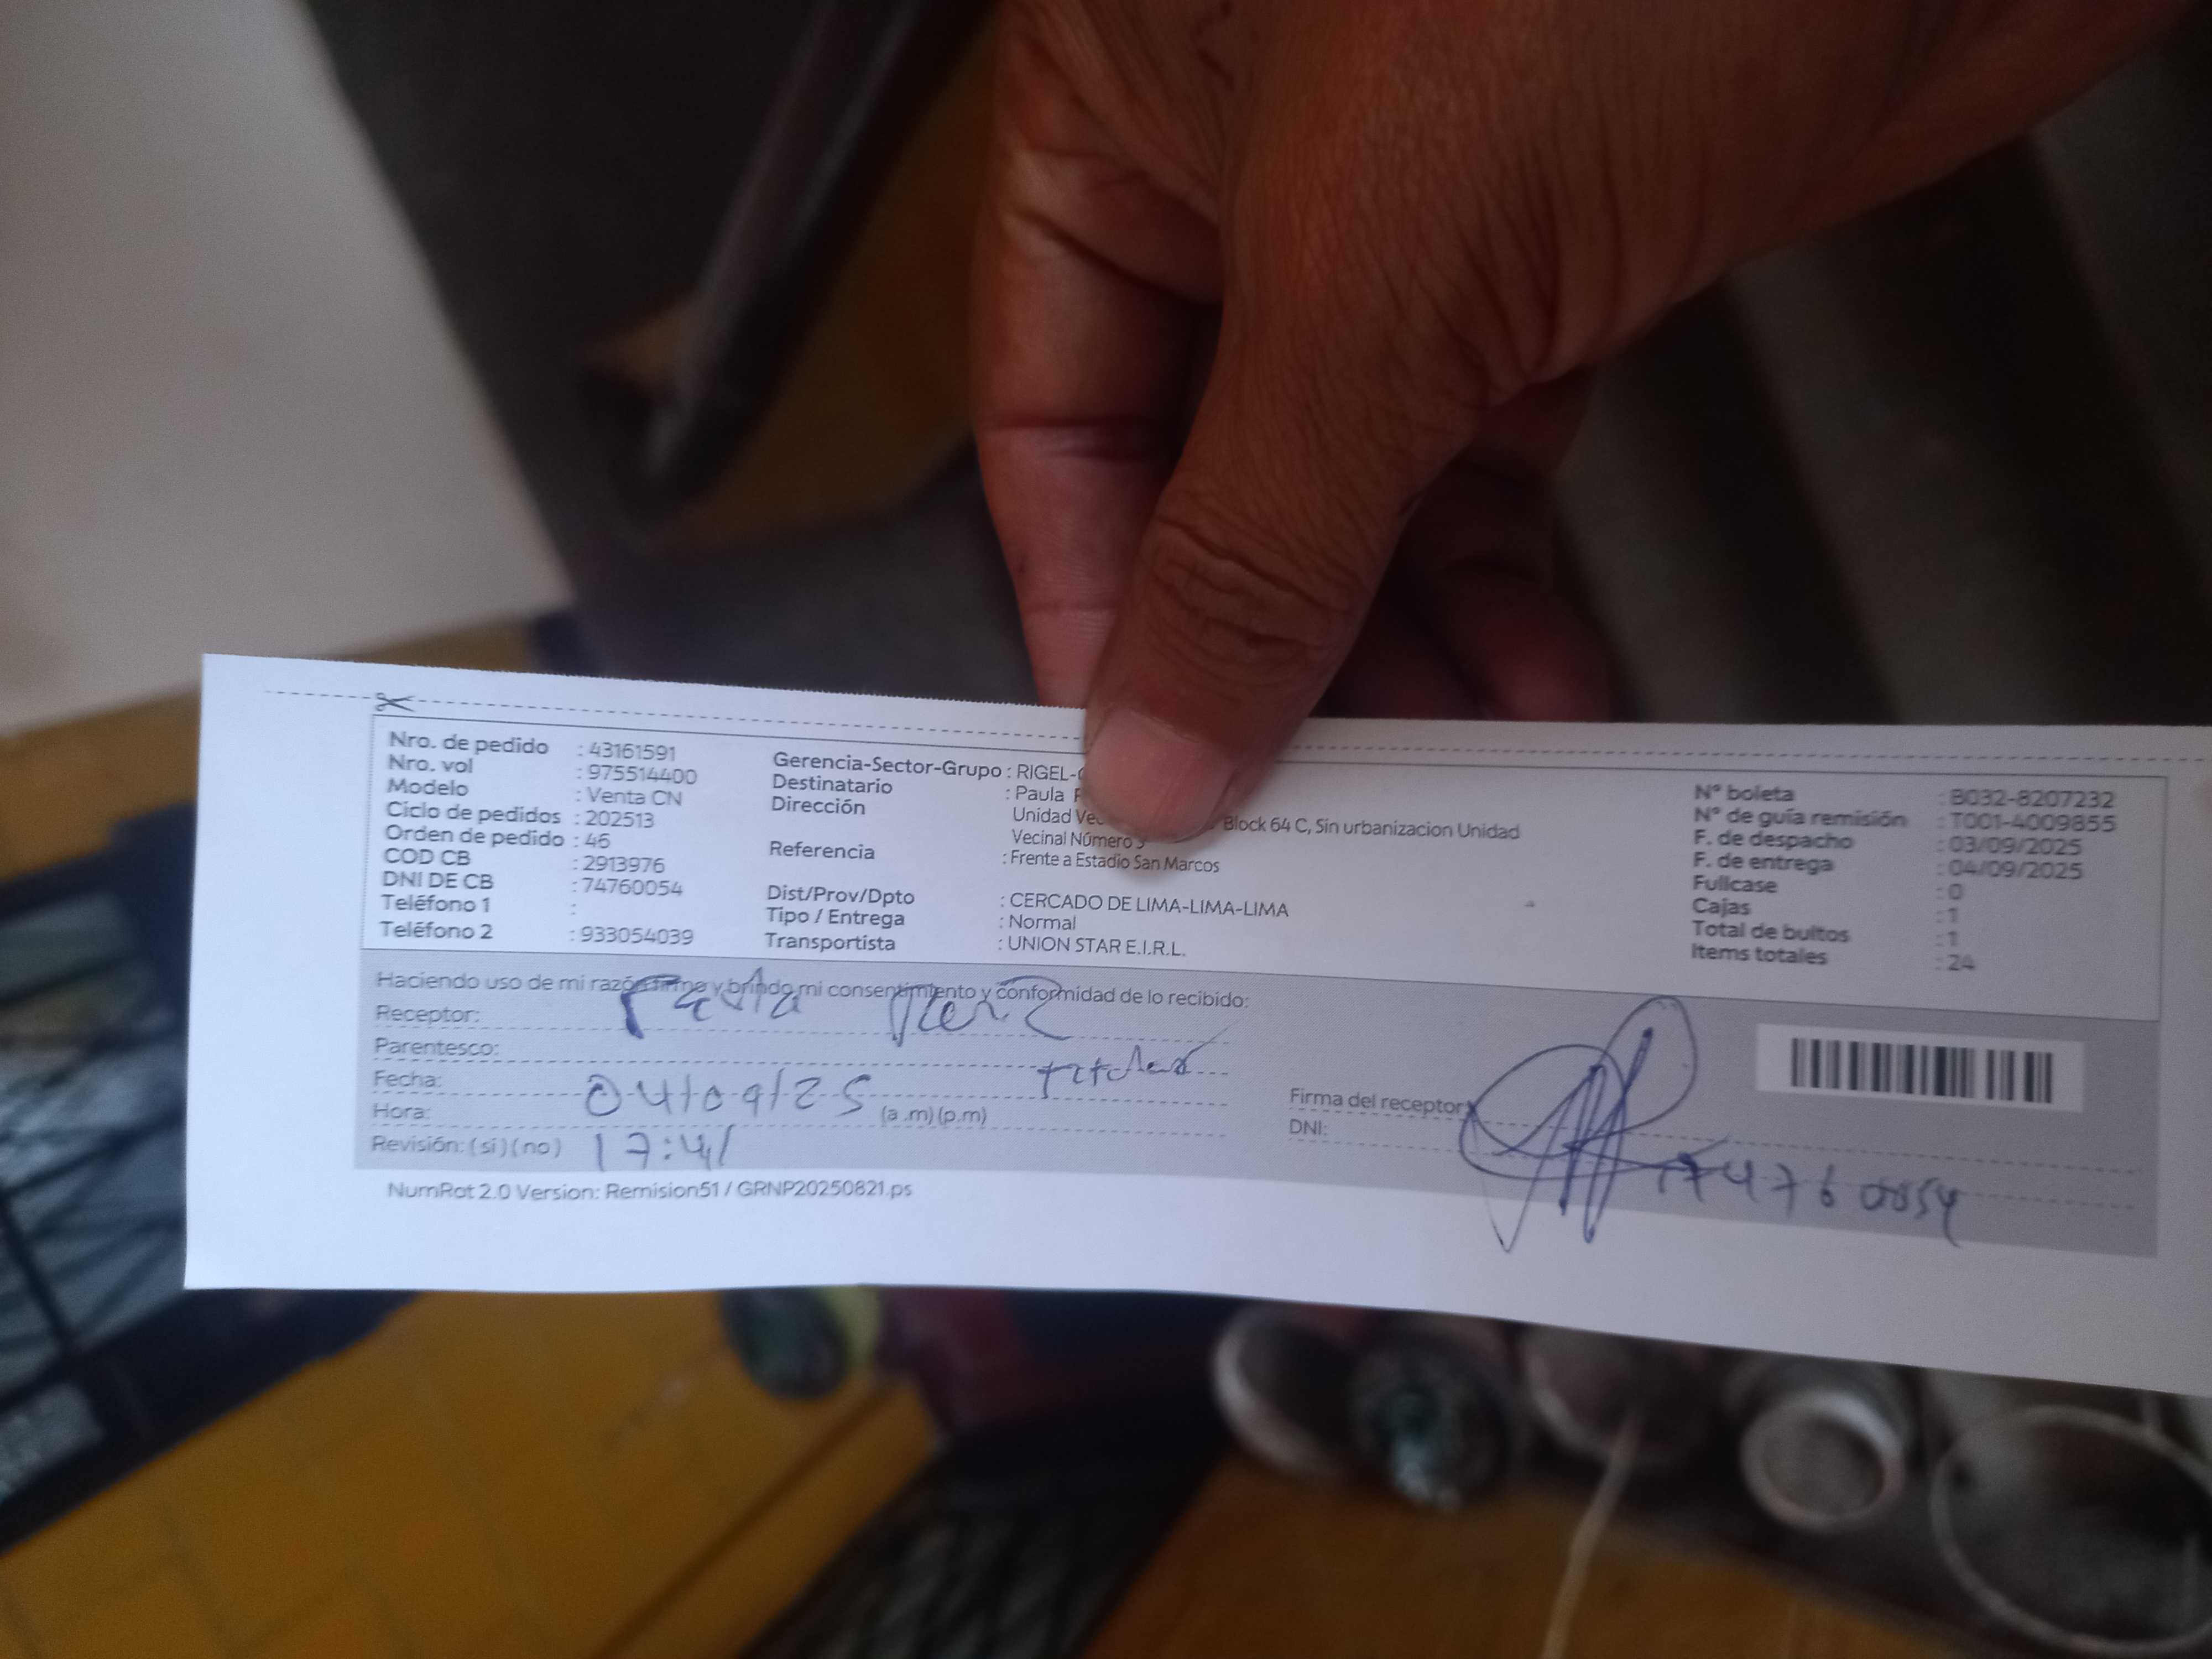 Nro. de pedido : 43161591
Nro. vol : 975514400
Modelo : Venta CN
Ciclo de pedidos : 202513
Orden de pedido : 46
COD CB : 2913976
DNI DE CB : 74760054
Teléfono 1 :
Teléfono 2 : 933054039
Gerencia-Sector-Grupo : RIGEL-
Destinatario : Paula
Dirección : Unidad Block 64 C, Sin urbanizacion Unidad
Vecinal Número
Referencia : Frente a Estadio San Marcos
Dist/Prov/Dpto : CERCADO DE LIMA-LIMA-LIMA
Tipo / Entrega : Normal
Transportista : UNION STAR E.I.R.L.
N° boleta : B032-8207232
N° de guía remisión : T001-4009855
F. de despacho : 03/09/2025
F. de entrega : 04/09/2025
Fullcase : 0
Cajas : 1
Total de bultos : 1
Items totales : 24
Haciendo uso de mi razón firmo y brindo mi consentimiento y conformidad de lo recibido:
Receptor: Paula
Parentesco: titular
Fecha: 04/09/25
Hora: (a.m) (p.m)
Revisión: (si) (no) 17:41
Firma del receptor:
DNI: 74760054
NumRot 2.0 Version: Remision51 / GRNP20250821.ps